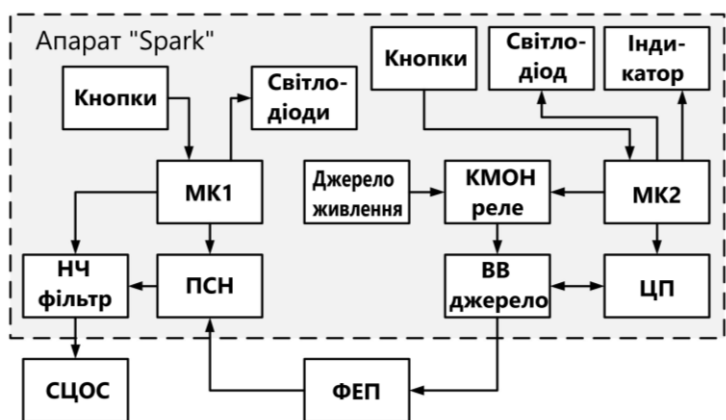 Апарат "Spark"
Кнопки
Світло-
діоди
Кнопки
Світло-
діод
Інди-
катор
МК1
Джерело
живлення
КМОН
реле
МК2
НЧ
фільтр
ПСН
ВВ
джерело
ЦП
СЦОС
ФЕП